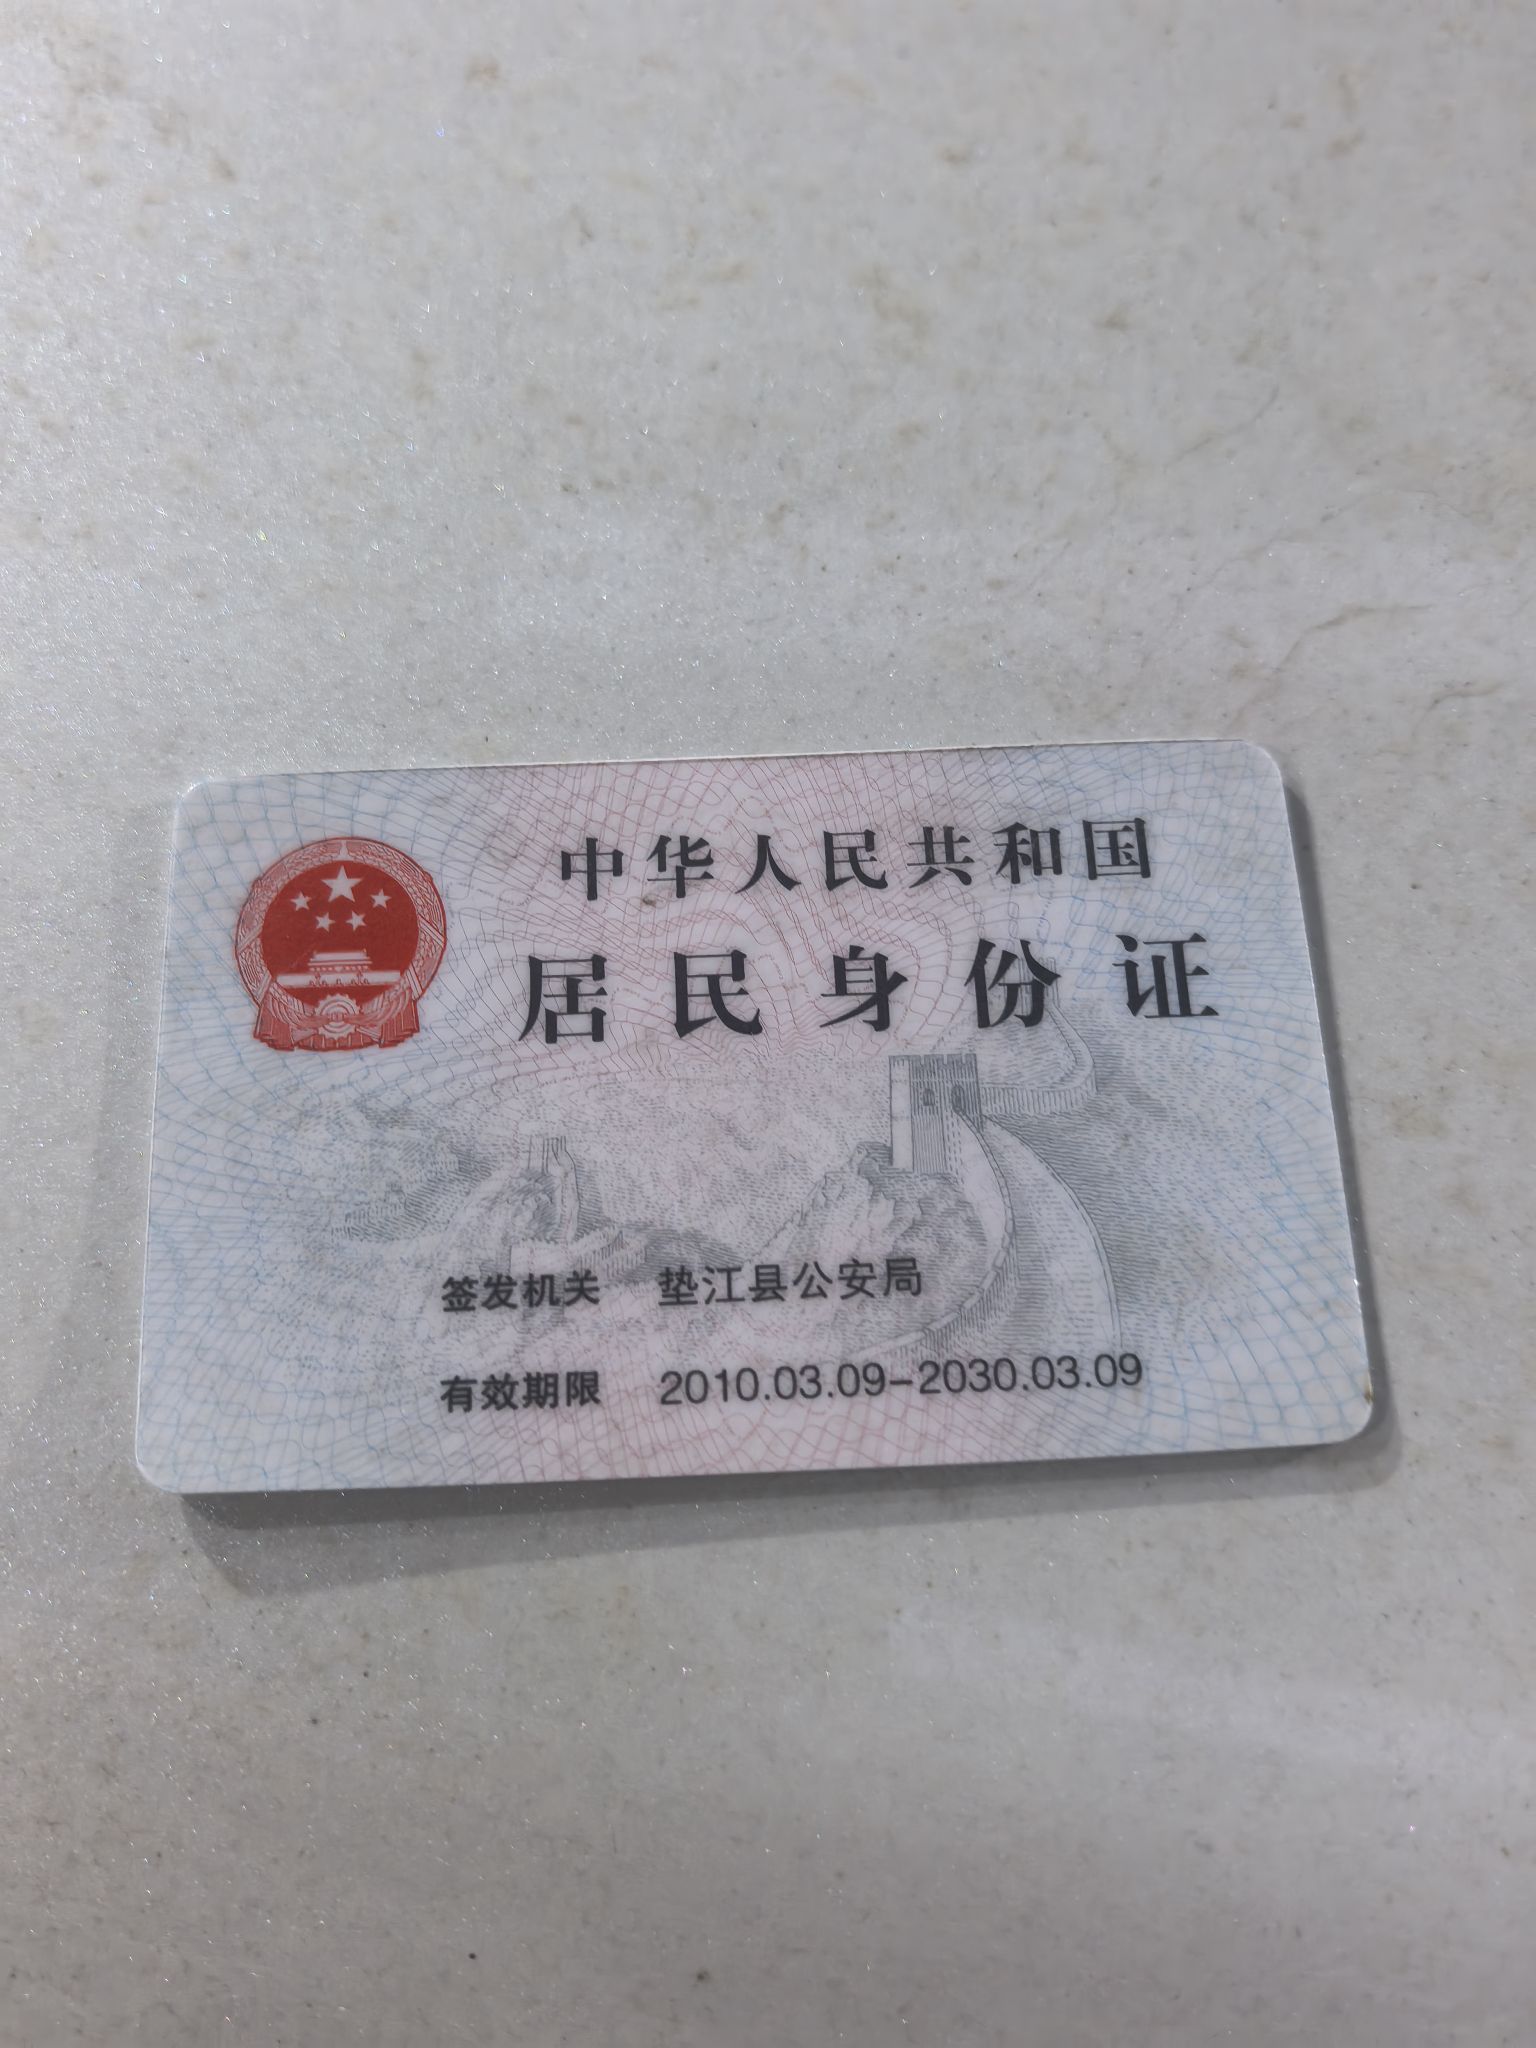 中华人民共和国
居民身份证
签发机关 垫江县公安局
有效期限 2010.03.09-2030.03.09